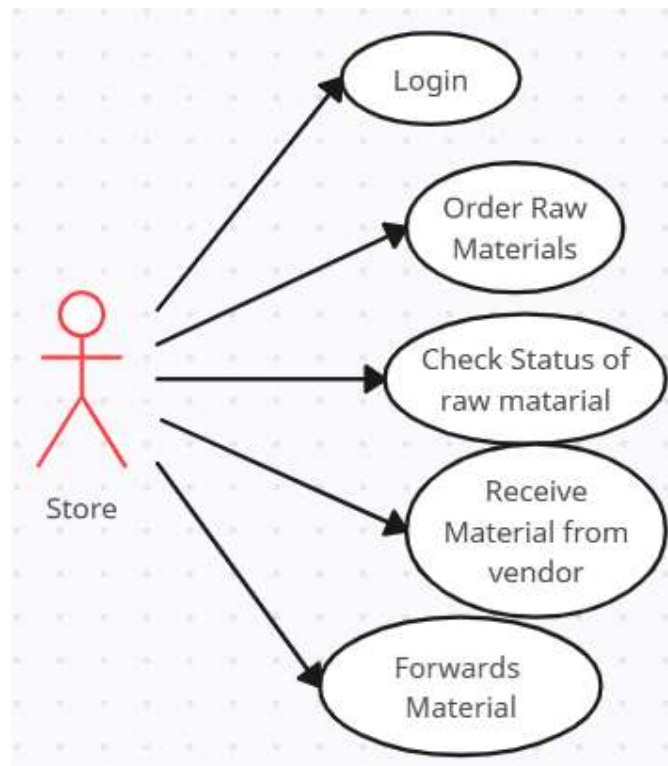 Login
Order Raw
Materials
Check Status of
raw matarial
Store
Receive
Material from
vendor
Forwards
Material